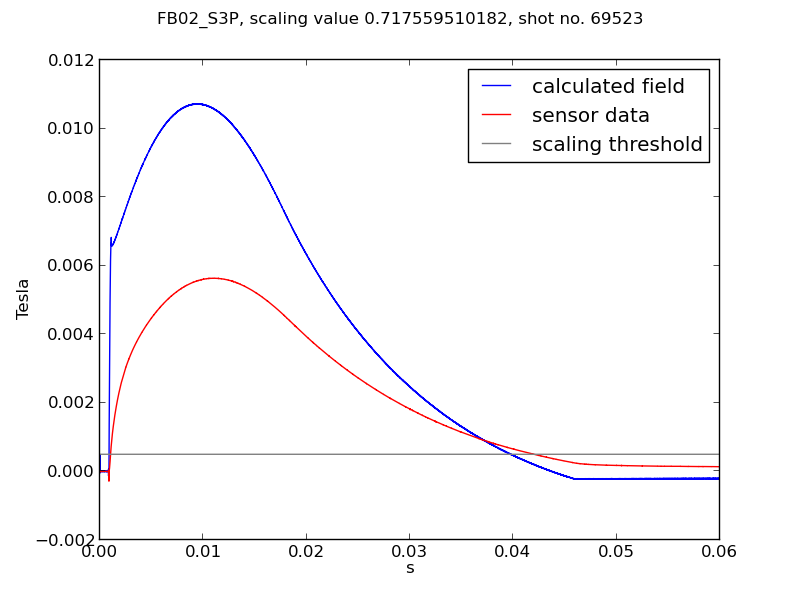 FB02_S3P, scaling value 0.717559510182, shot no. 69523
0.012
0.010
0.008
0.006
0.004
0.002
0.000
−0.002
Tesla
calculated field
sensor data
scaling threshold
0.00 0.01 0.02 0.03 0.04 0.05 0.06
s